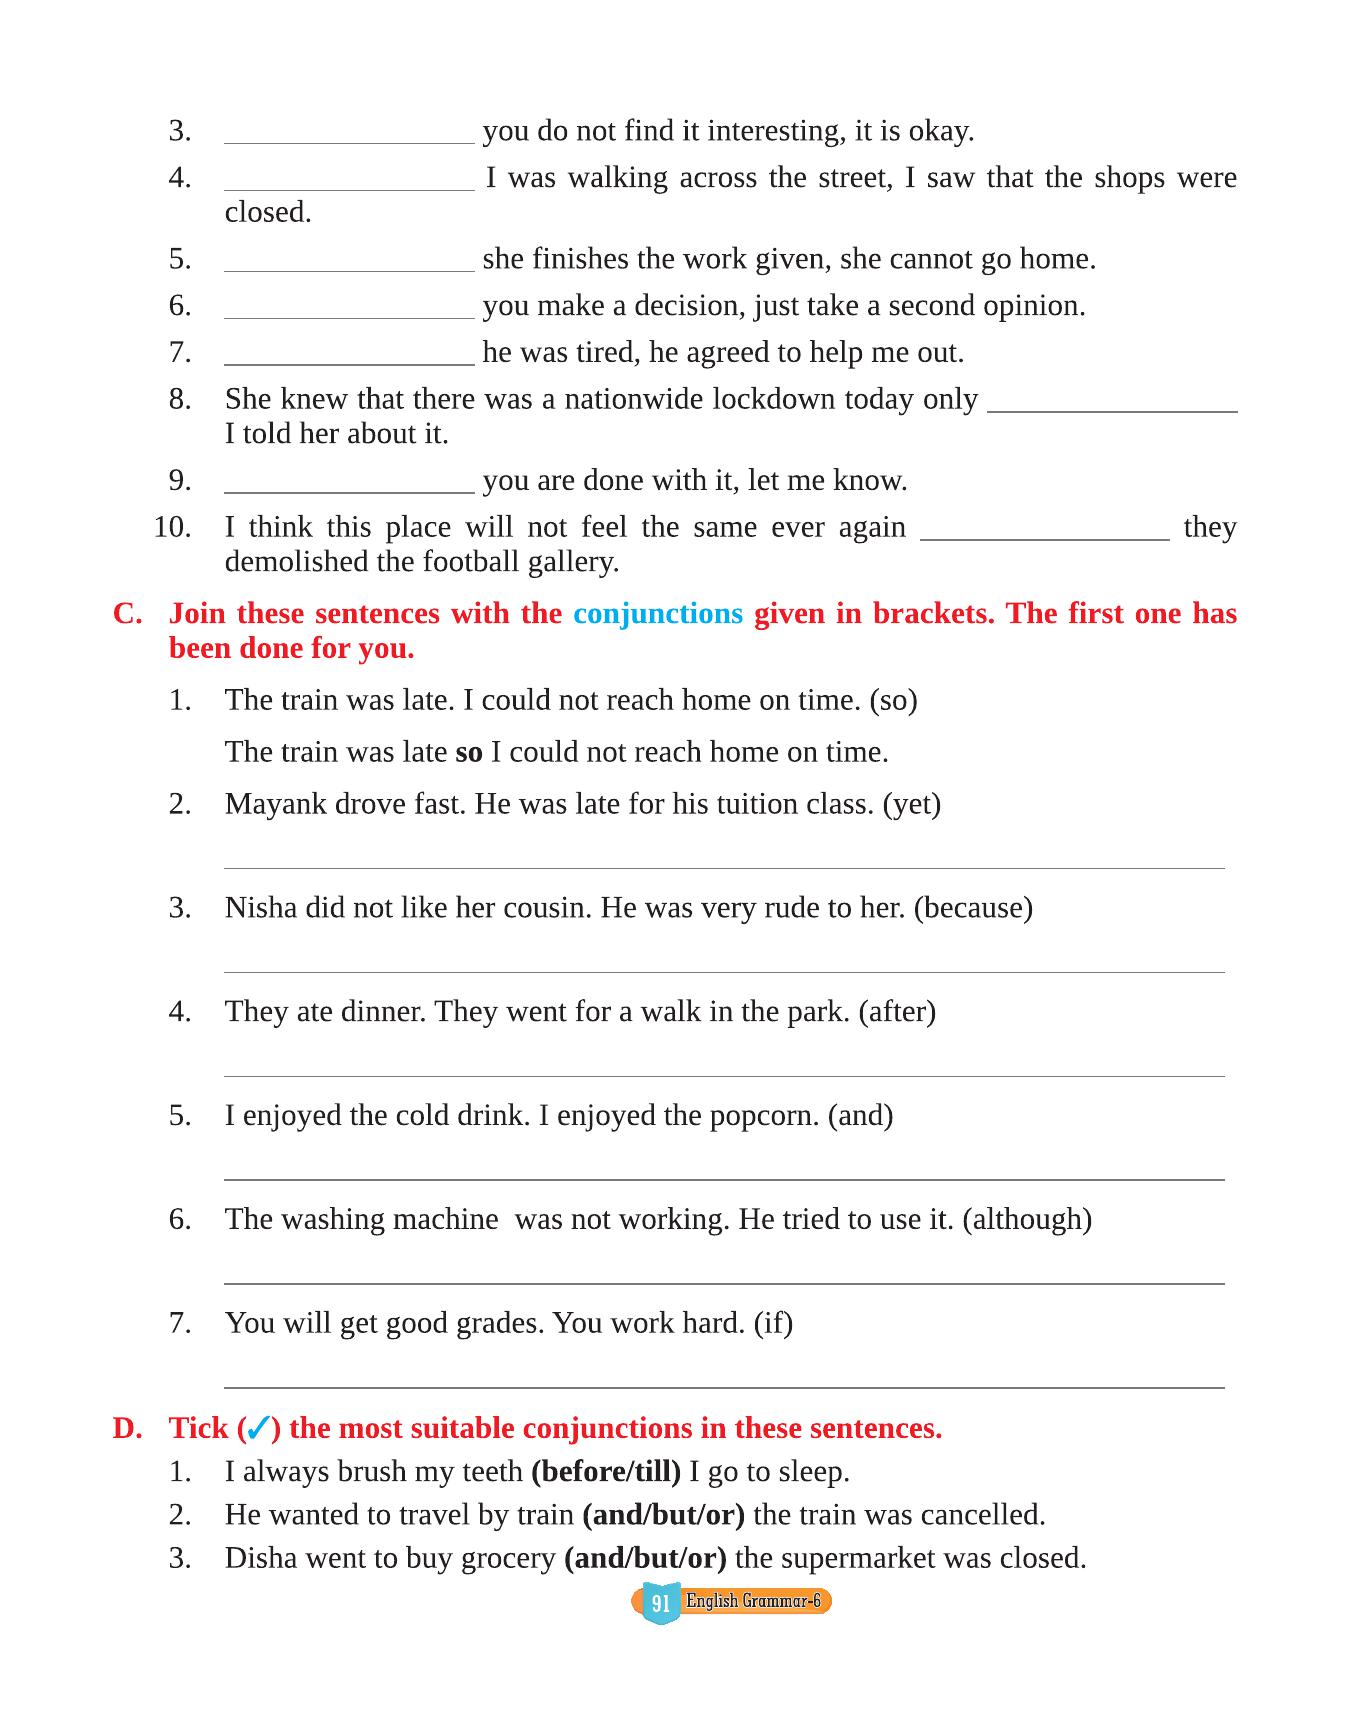 3. ________________ you do not find it interesting, it is okay.
4. ________________ I was walking across the street, I saw that the shops were
closed.
5. ________________ she finishes the work given, she cannot go home.
6. ________________ you make a decision, just take a second opinion.
7. ________________ he was tired, he agreed to help me out.
8. She knew that there was a nationwide lockdown today only ________________
I told her about it.
9. ________________ you are done with it, let me know.
10. I think this place will not feel the same ever again ________________ they
demolished the football gallery.
C. Join these sentences with the conjunctions given in brackets. The first one has
been done for you.
1. The train was late. I could not reach home on time. (so)
The train was late so I could not reach home on time.
2. Mayank drove fast. He was late for his tuition class. (yet)
3. Nisha did not like her cousin. He was very rude to her. (because)
4. They ate dinner. They went for a walk in the park. (after)
5. I enjoyed the cold drink. I enjoyed the popcorn. (and)
6. The washing machine  was not working. He tried to use it. (although)
7. You will get good grades. You work hard. (if)
D. Tick (✓) the most suitable conjunctions in these sentences.
1. I always brush my teeth (before/till) I go to sleep.
2. He wanted to travel by train (and/but/or) the train was cancelled.
3. Disha went to buy grocery (and/but/or) the supermarket was closed.
91 English Grammar-6